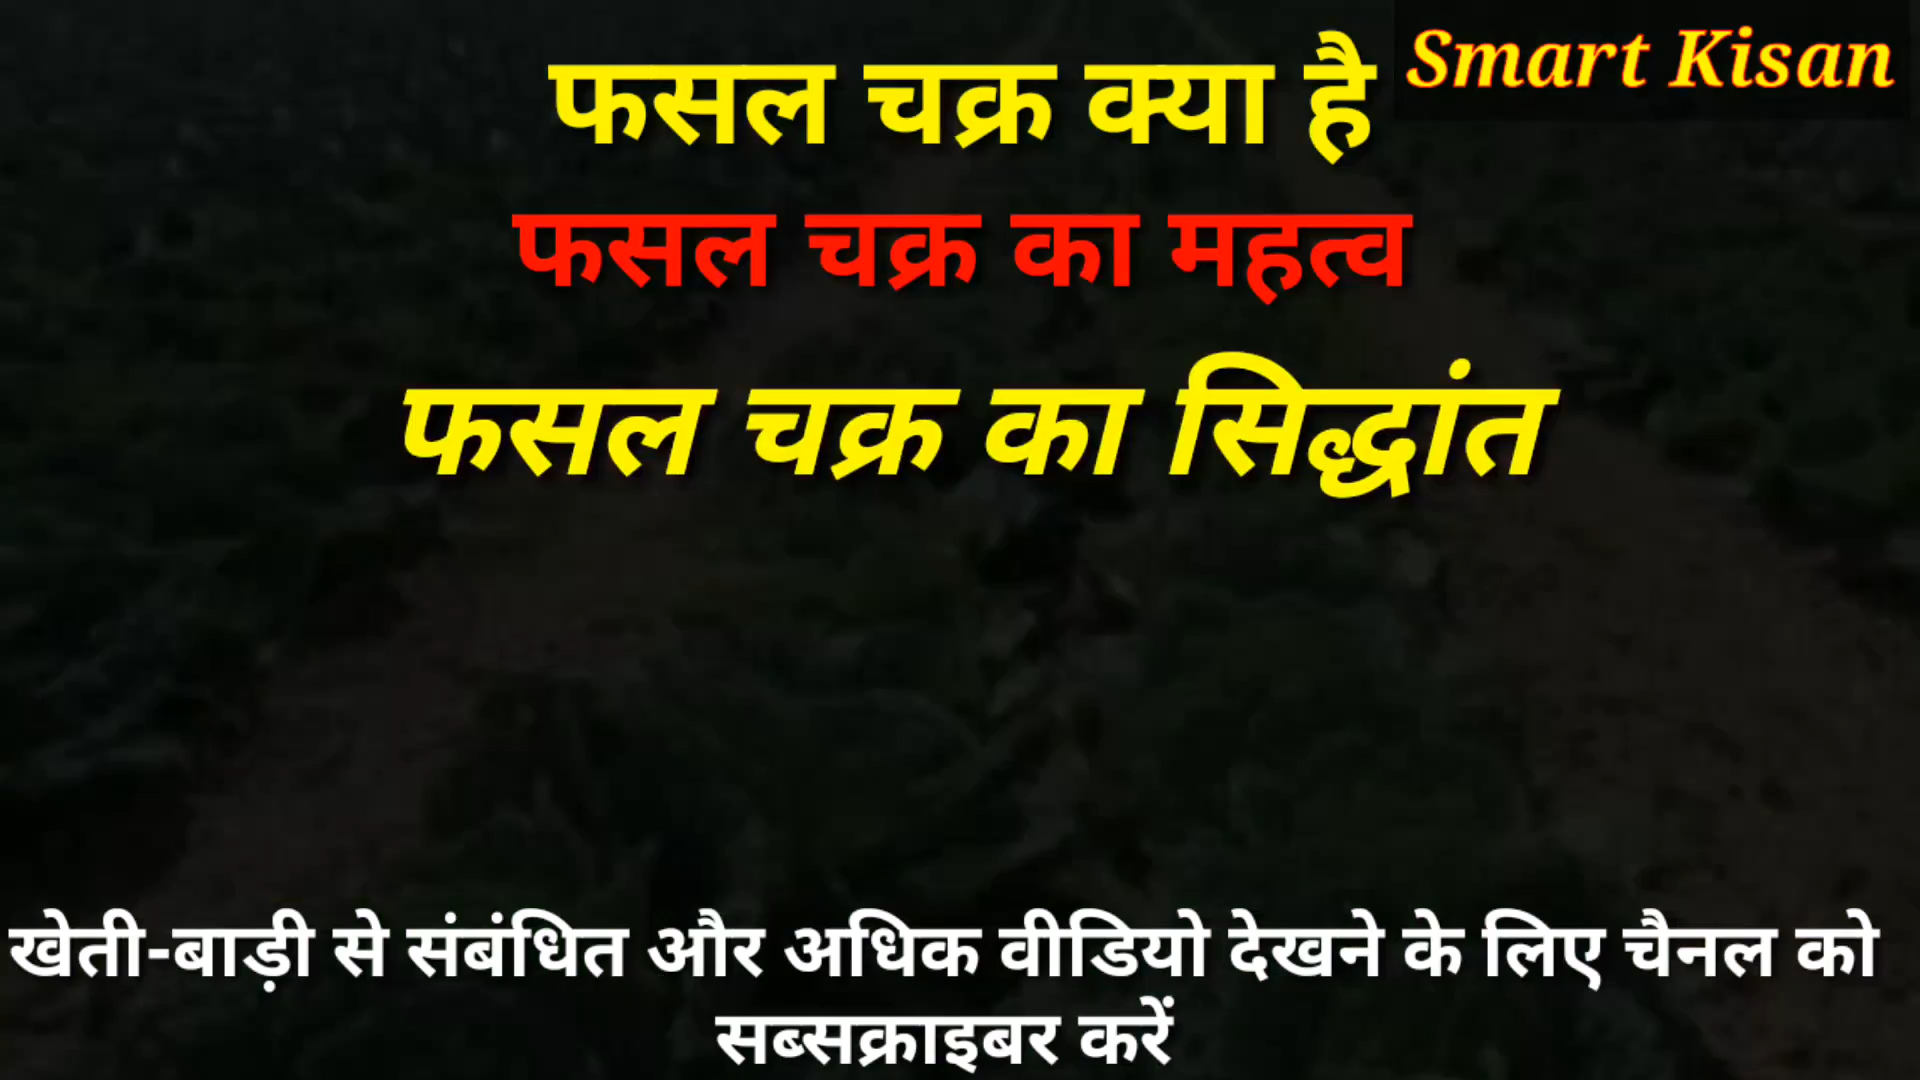 फसल चक्र क्या है
Smart Kisan
फसल चक्र का महत्व
फसल चक्र का सिद्धांत
खेती-बाड़ी से संबंधित और अधिक वीडियो देखने के लिए चैनल को
सब्सक्राइबर करें